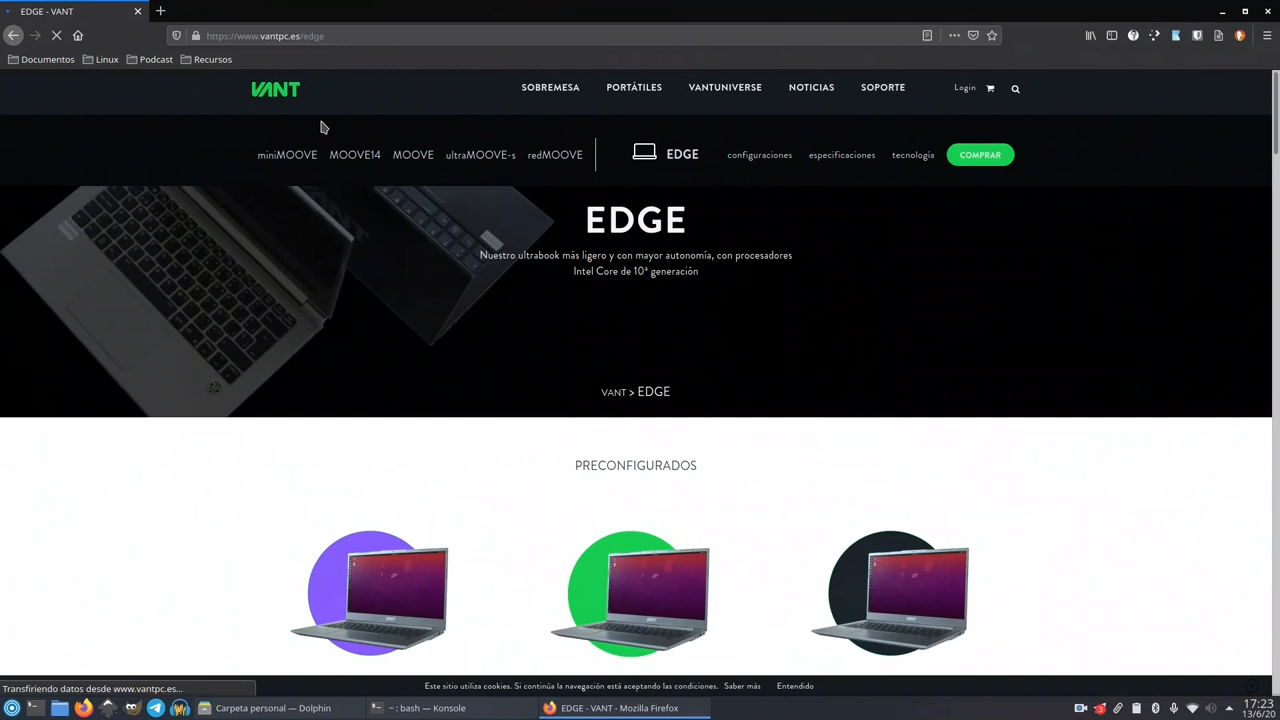 EDGE - VANT
https://www.vantpc.es/edge
Documentos Linux Podcast Recursos
VANT SOBREMESA PORTÁTILES VANTUNIVERSE NOTICIAS SOPORTE Login
miniMOOVE MOOVE14 MOOVE ultraMOOVE-s redMOOVE EDGE configuraciones especificaciones tecnología COMPRAR
EDGE
Nuestro ultrabook más ligero y con mayor autonomía, con procesadores
Intel Core de 10ª generación
VANT > EDGE
PRECONFIGURADOS
Transfiriendo datos desde www.vantpc.es...
Este sitio utiliza cookies. Si continúa la navegación está aceptando las condiciones. Saber más Entendido
Carpeta personal — Dolphin ~ : bash — Konsole EDGE - VANT - Mozilla Firefox 17:23
13/6/20